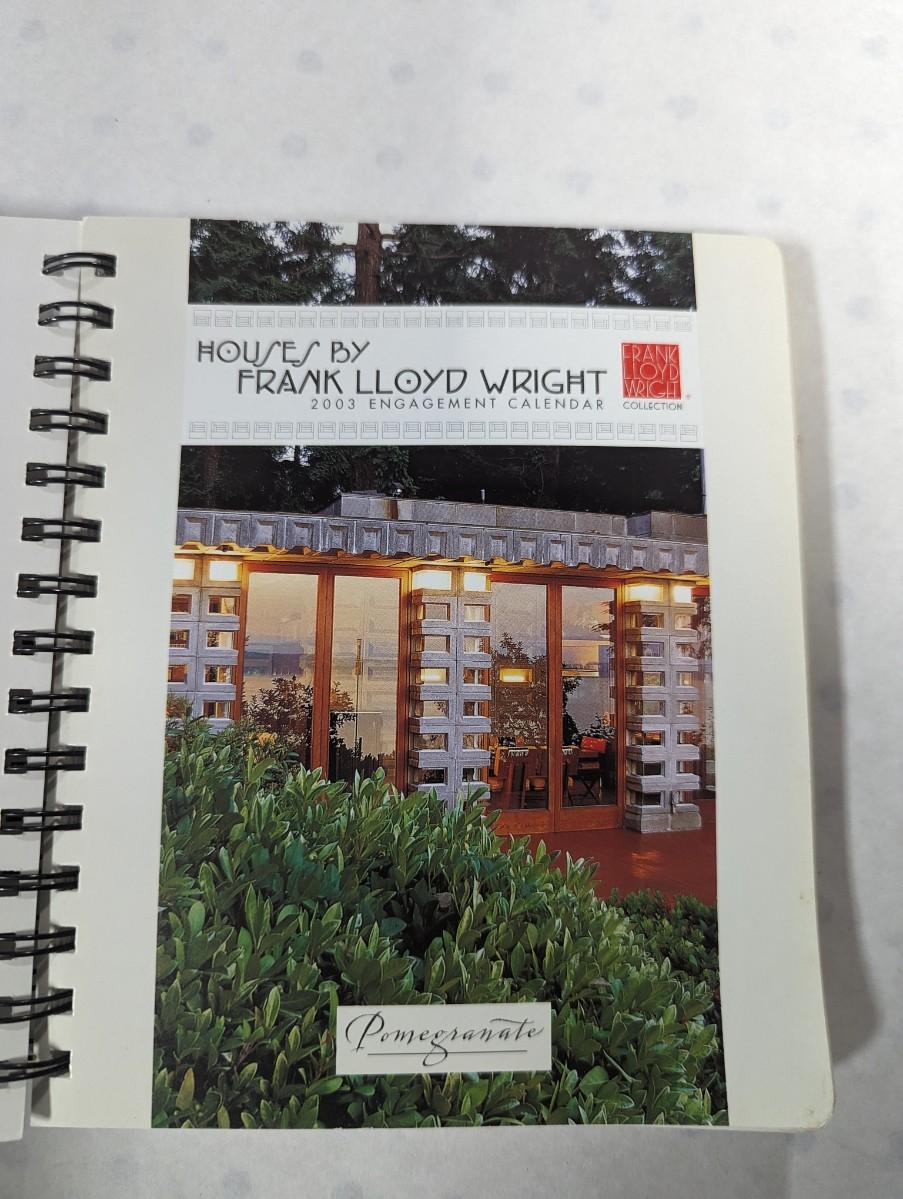 HOUSES BY
FRANK LLOYD WRIGHT
2003 ENGAGEMENT CALENDAR
FRANK
LLOYD
WRIGHT
®
COLLECTION
Pomegranate